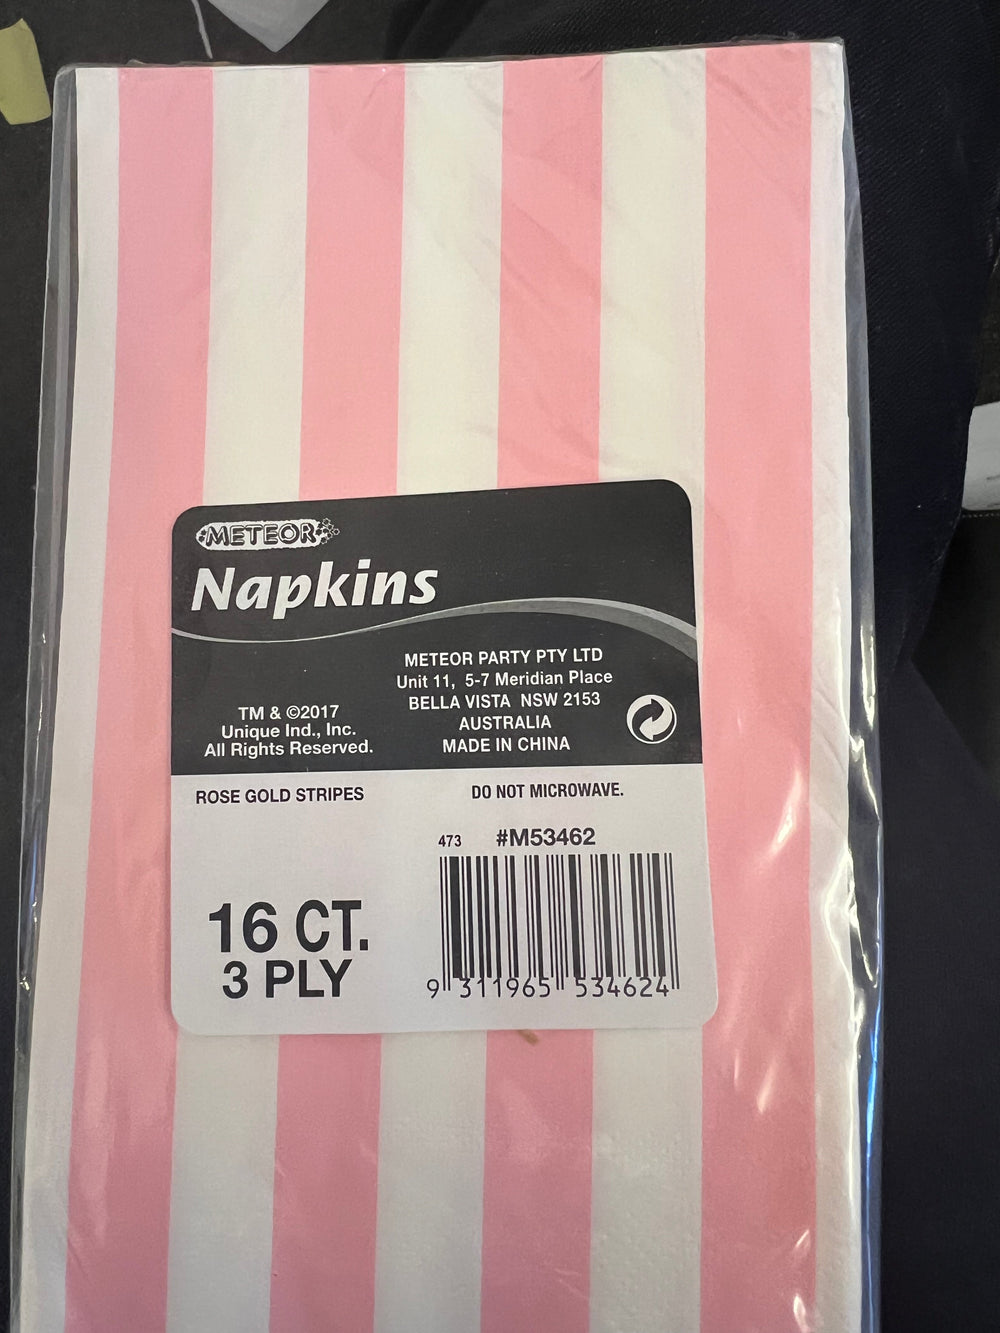 METEOR
Napkins
METEOR PARTY PTY LTD
Unit 11, 5-7 Meridian Place
BELLA VISTA NSW 2153
AUSTRALIA
MADE IN CHINA
TM & ©2017
Unique Ind., Inc.
All Rights Reserved.
ROSE GOLD STRIPES
DO NOT MICROWAVE.
473 #M53462
16 CT.
3 PLY
9 311965 534624